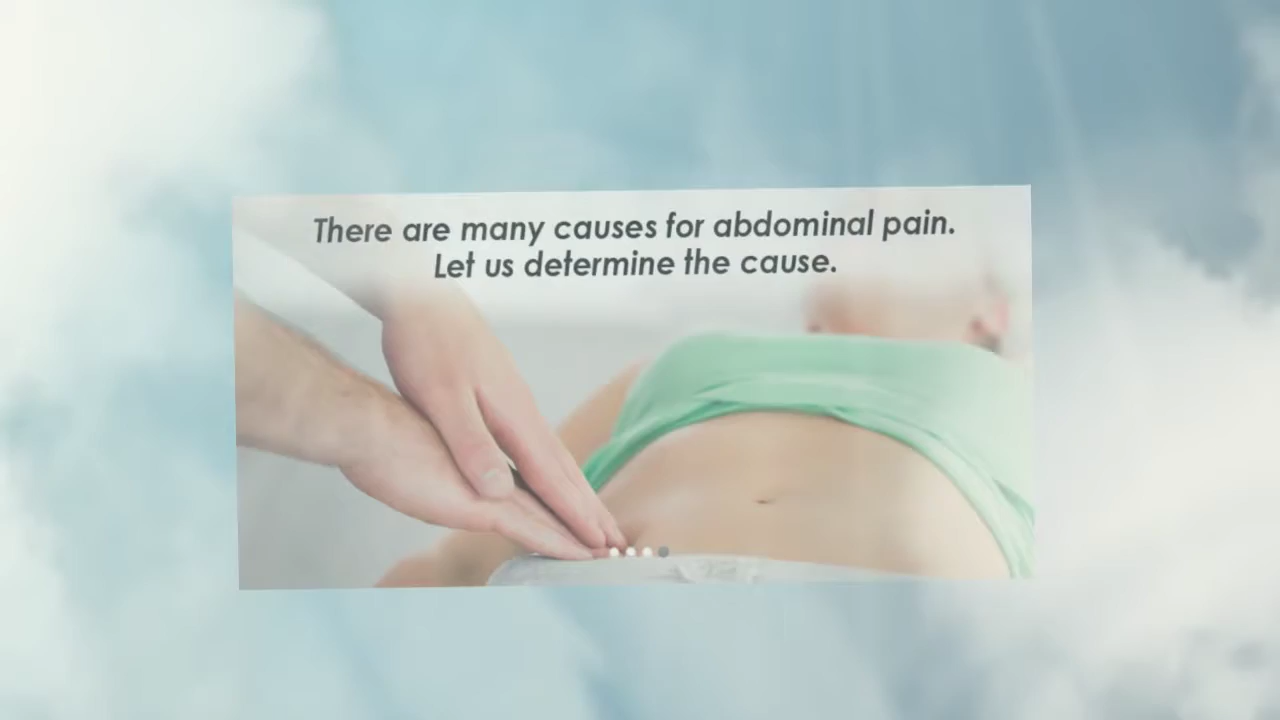 There are many causes for abdominal pain.
Let us determine the cause.